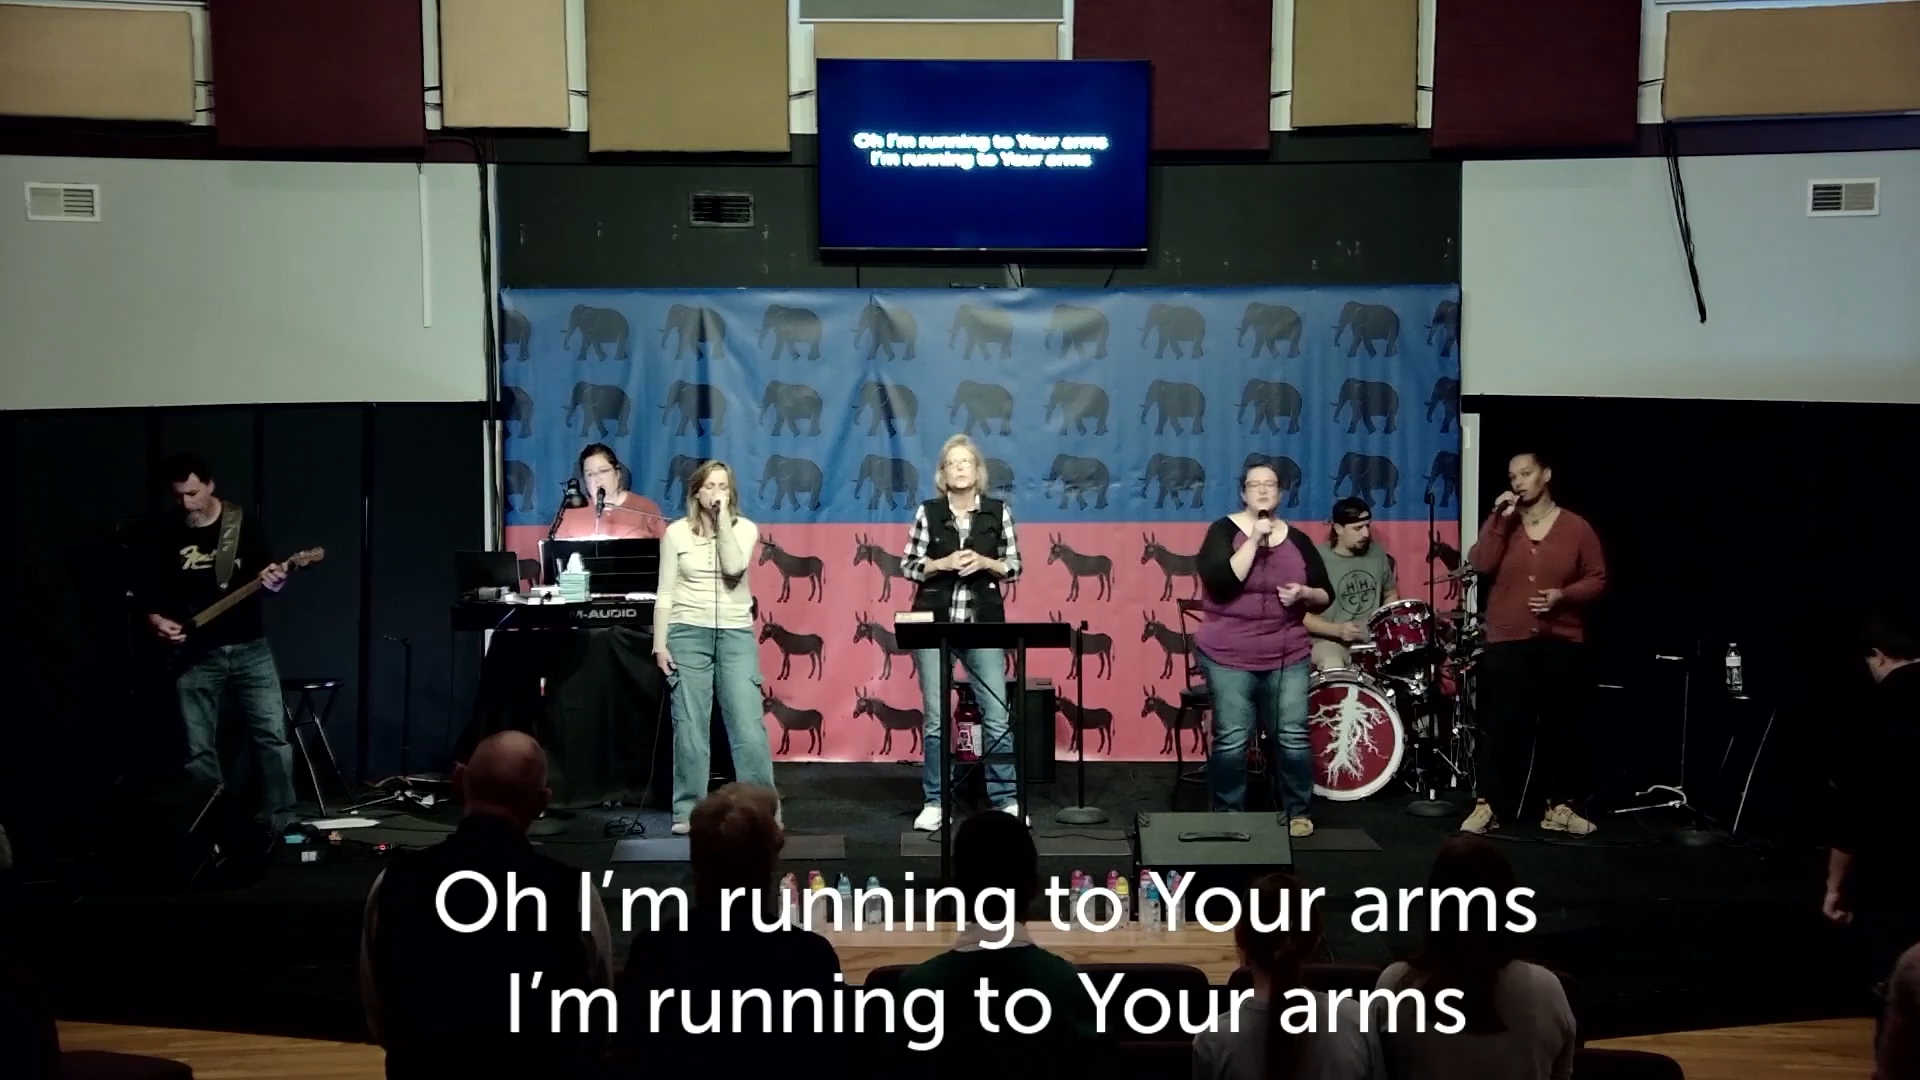 Oh I'm running to Your arms
I'm running to Your arms
M-AUDIO
H H
C C
Oh I'm running to Your arms
I'm running to Your arms